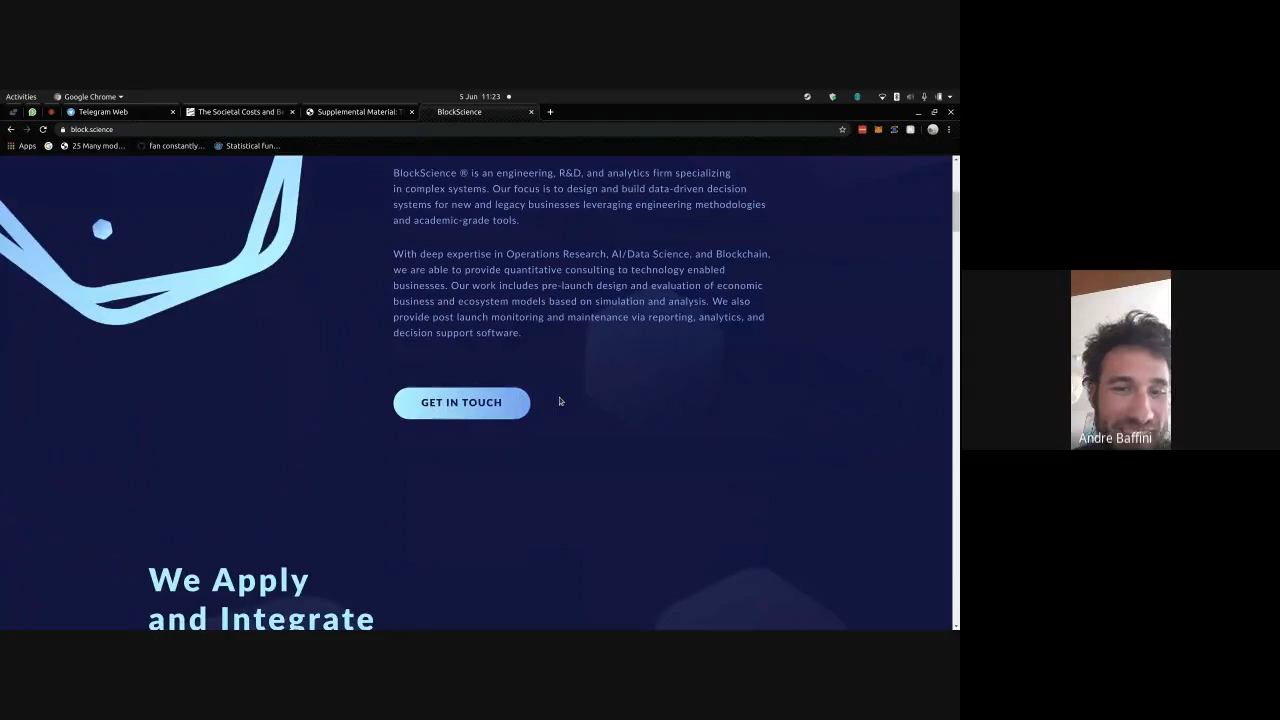 Activities
Google Chrome
5 Jun 11:23
Telegram Web
The Societal Costs and Be
Supplemental Material: T
BlockScience
block.science
Apps
25 Many mod…
fan constantly…
Statistical fun…
BlockScience ® is an engineering, R&D, and analytics firm specializing
in complex systems. Our focus is to design and build data-driven decision
systems for new and legacy businesses leveraging engineering methodologies
and academic-grade tools.
With deep expertise in Operations Research, AI/Data Science, and Blockchain,
we are able to provide quantitative consulting to technology enabled
businesses. Our work includes pre-launch design and evaluation of economic
business and ecosystem models based on simulation and analysis. We also
provide post launch monitoring and maintenance via reporting, analytics, and
decision support software.
GET IN TOUCH
Andre Baffini
We Apply
and Integrate